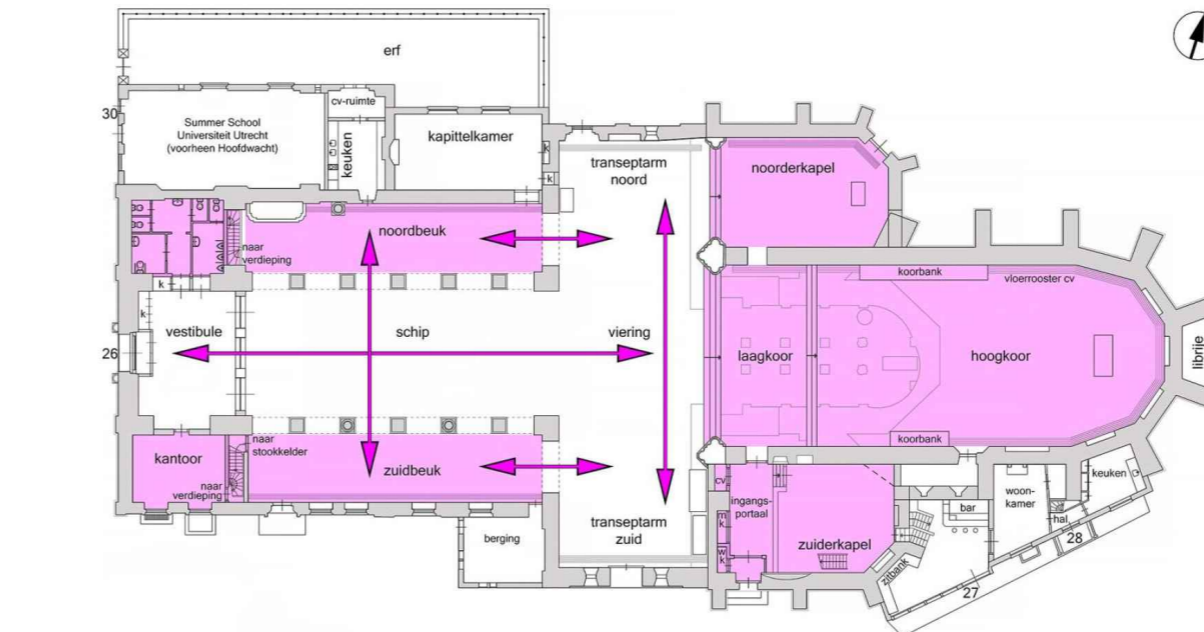 erf
30
Summer School
Universiteit Utrecht
(voorheen Hoofdwacht)
cv-ruimte
keuken
kapittelkamer
k
k
transeptarm
noord
noorderkapel
noordbeuk
naar
verdieping
k
k
koorbank
vloerrooster cv
26
vestibule
schip
viering
laagkoor
hoogkoor
librije
koorbank
kantoor
naar
stookkelder
naar
verdieping
zuidbeuk
cv
ingangs-
portaal
m
k
w
k
woon-
kamer
keuken
bar
hal
28
berging
transeptarm
zuid
zuiderkapel
zitbank
27